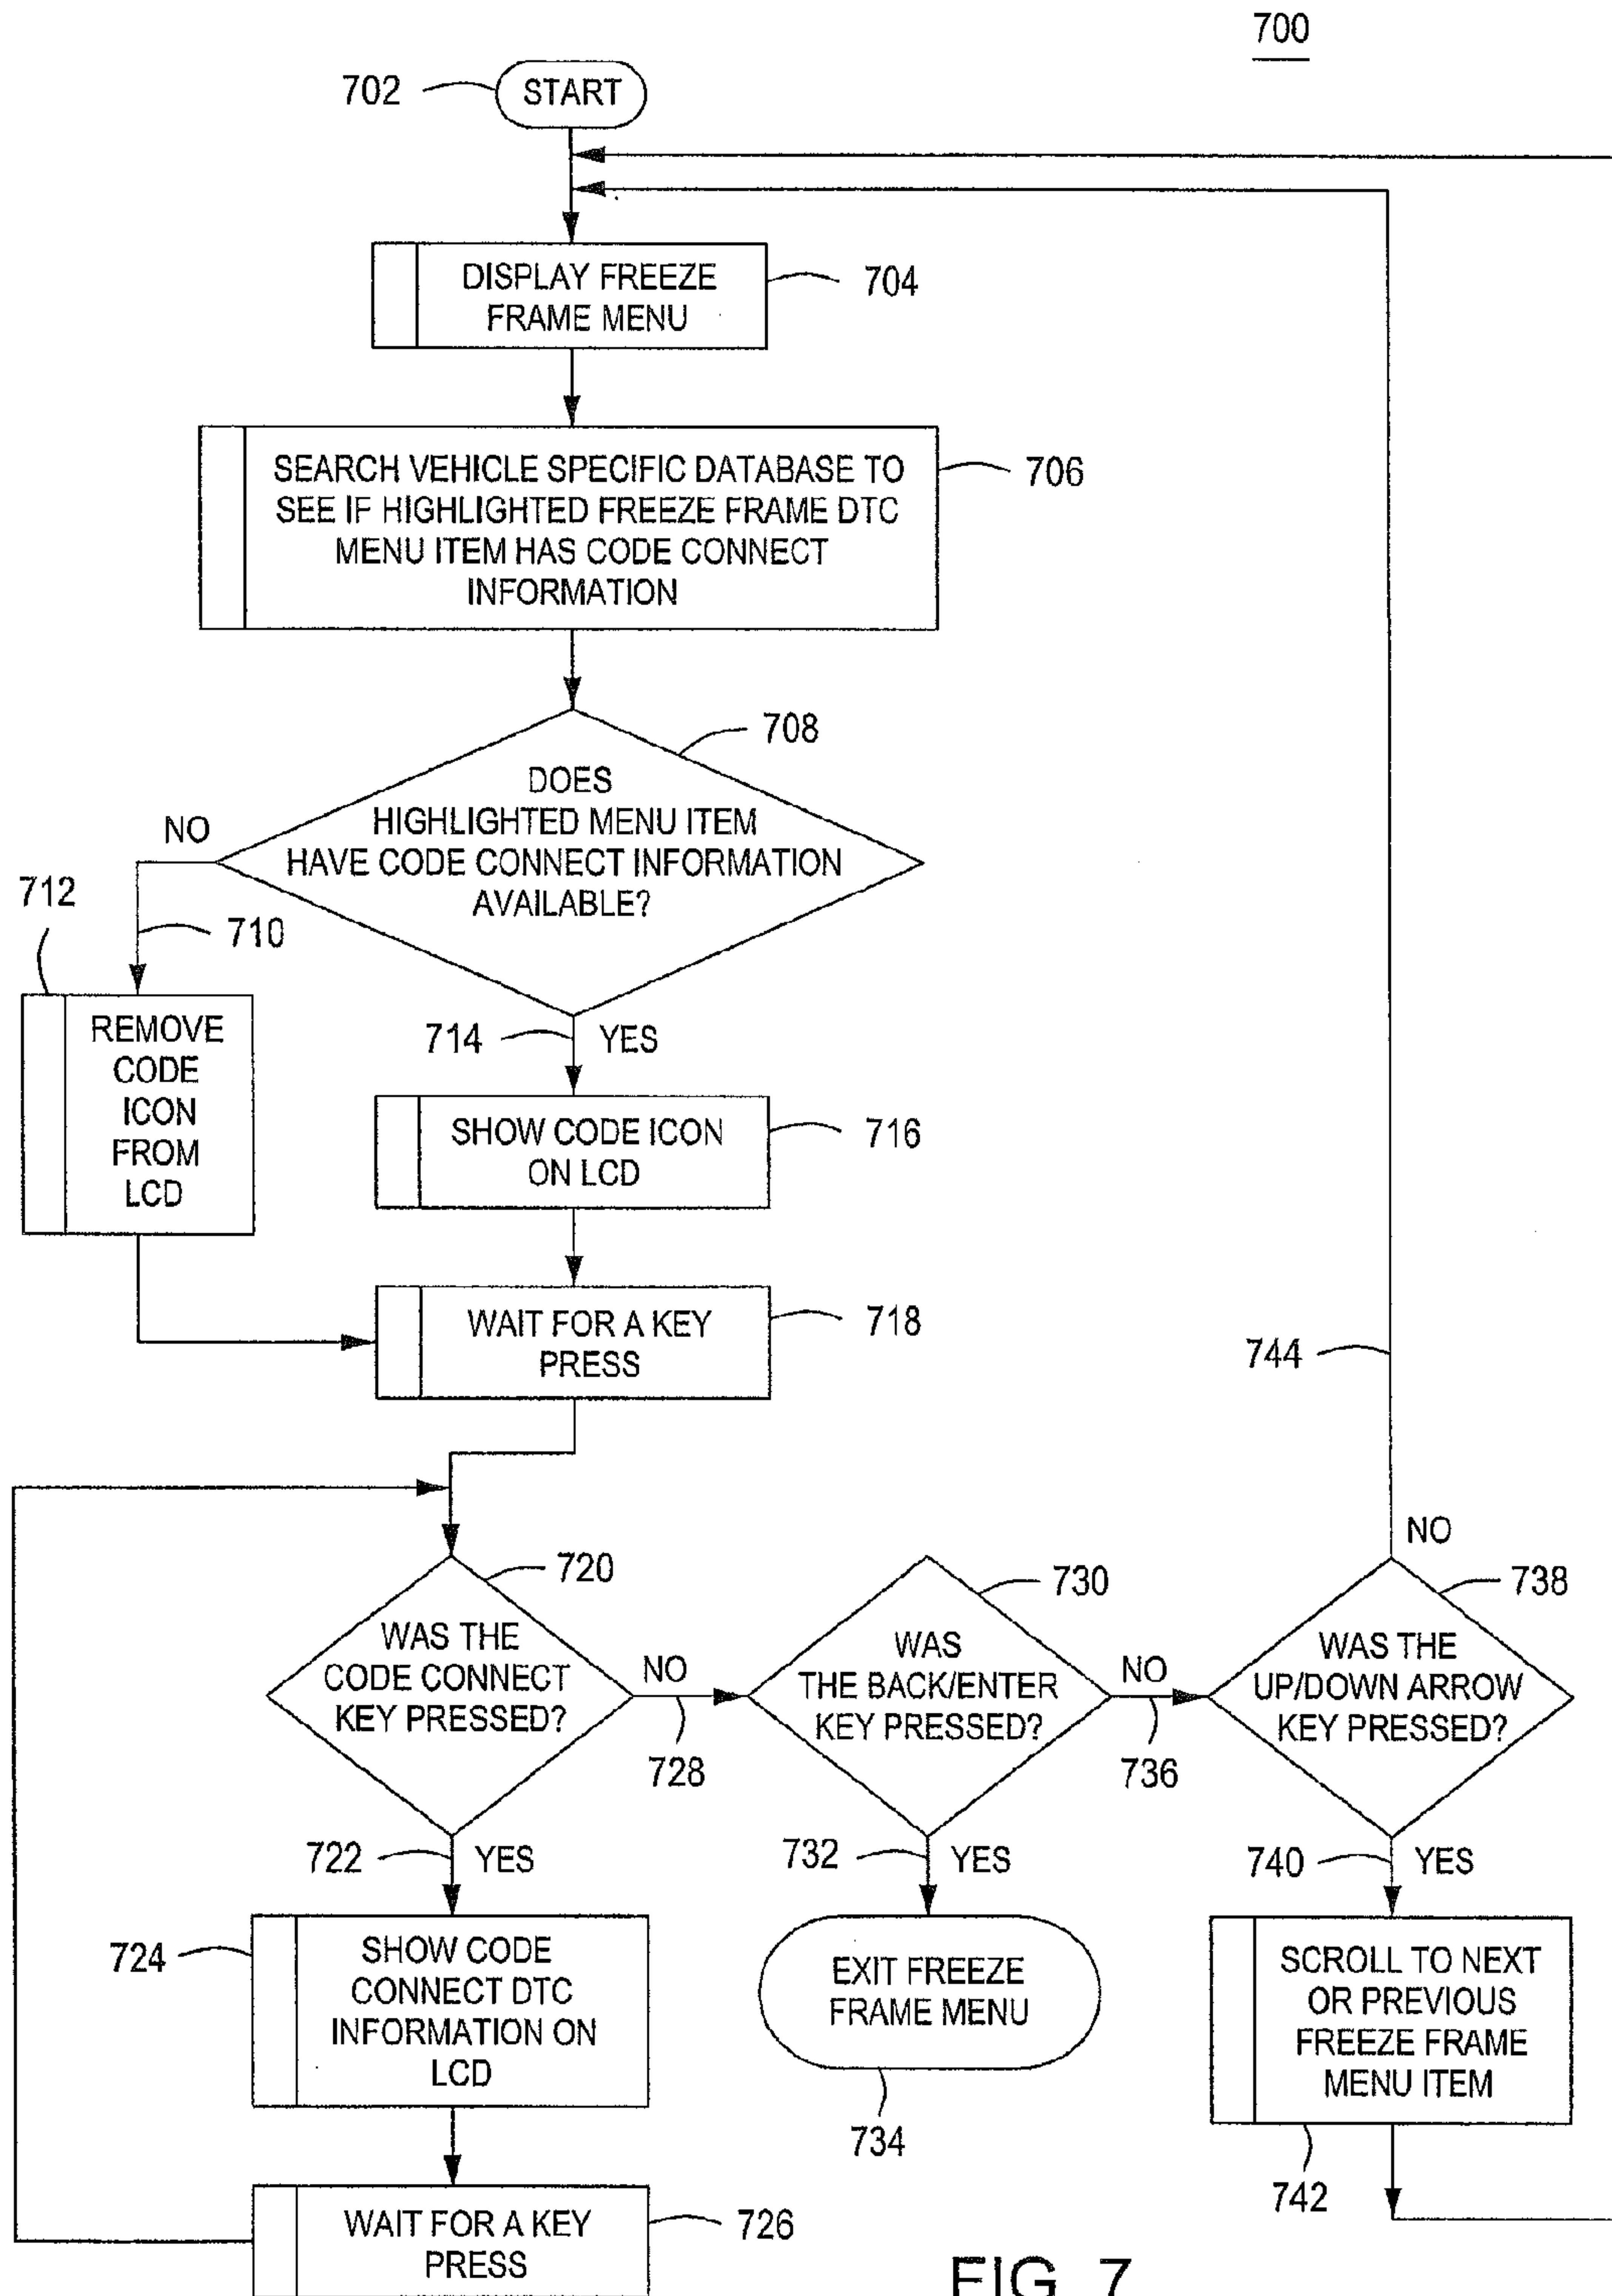 700
702
START
DISPLAY FREEZE
FRAME MENU
704
SEARCH VEHICLE SPECIFIC DATABASE TO
SEE IF HIGHLIGHTED FREEZE FRAME DTC
MENU ITEM HAS CODE CONNECT
INFORMATION
706
708
DOES
HIGHLIGHTED MENU ITEM
HAVE CODE CONNECT INFORMATION
AVAILABLE?
NO
712
710
REMOVE
CODE
ICON
FROM
LCD
714
YES
SHOW CODE ICON
ON LCD
716
WAIT FOR A KEY
PRESS
718
744
NO
720
WAS THE
CODE CONNECT
KEY PRESSED?
NO
728
730
WAS
THE BACK/ENTER
KEY PRESSED?
NO
736
738
WAS THE
UP/DOWN ARROW
KEY PRESSED?
722
YES
732
YES
740
YES
724
SHOW CODE
CONNECT DTC
INFORMATION ON
LCD
EXIT FREEZE
FRAME MENU
734
SCROLL TO NEXT
OR PREVIOUS
FREEZE FRAME
MENU ITEM
742
WAIT FOR A KEY
PRESS
726
FIG. 7